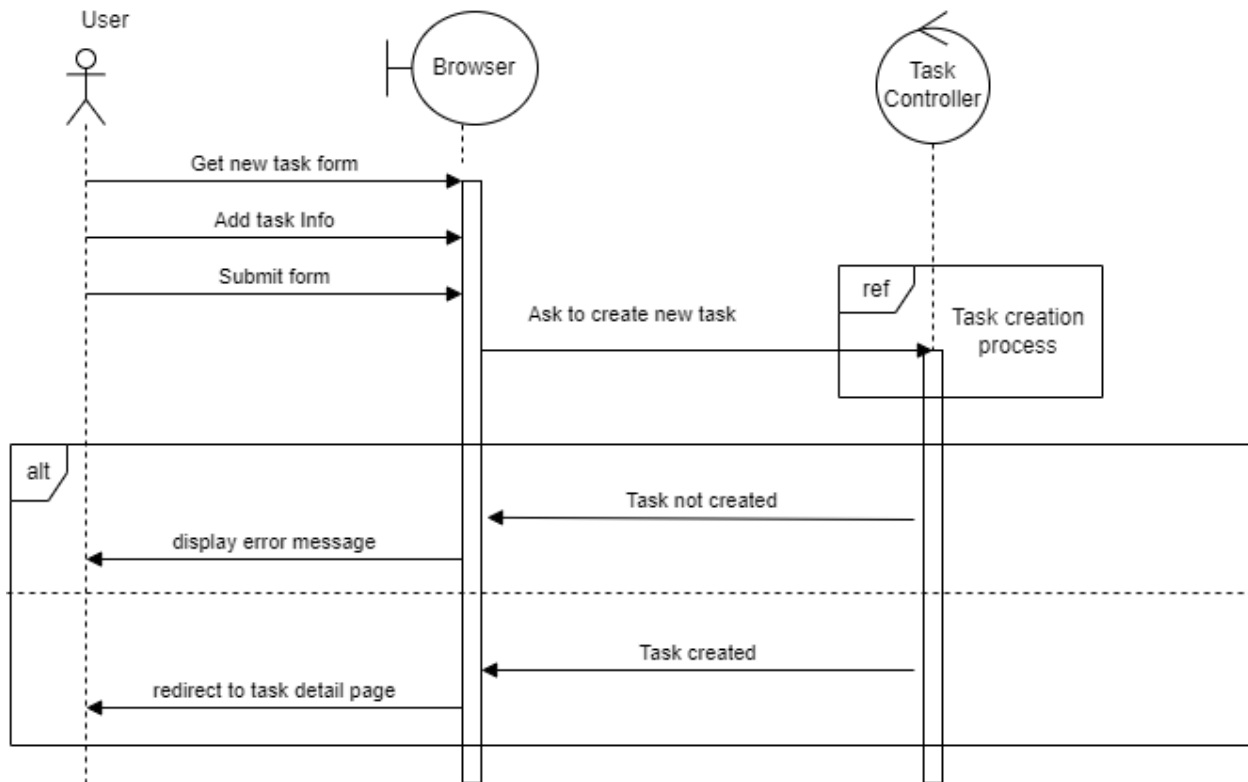 User
Browser
Task
Controller
Get new task form
Add task Info
Submit form
ref
Ask to create new task
Task creation
process
alt
Task not created
display error message
Task created
redirect to task detail page